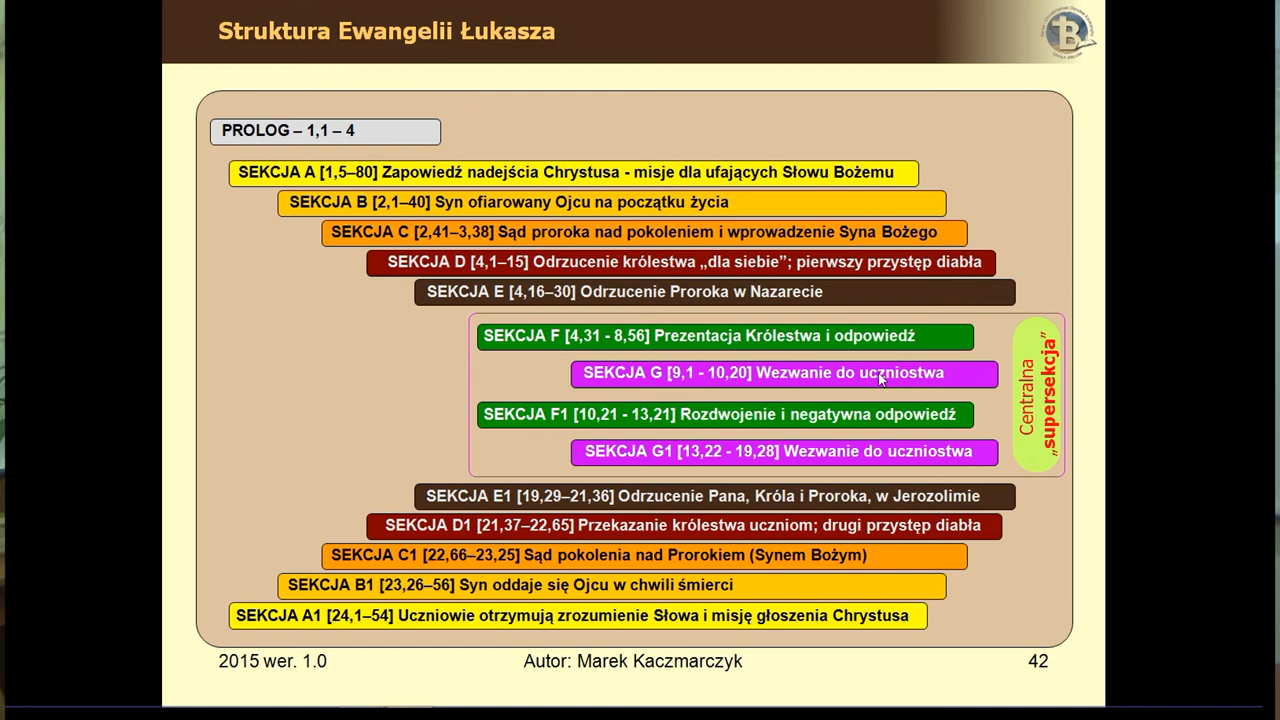 Struktura Ewangelii Łukasza
PROLOG – 1,1 – 4
SEKCJA A [1,5–80] Zapowiedź nadejścia Chrystusa - misje dla ufających Słowu Bożemu
SEKCJA B [2,1–40] Syn ofiarowany Ojcu na początku życia
SEKCJA C [2,41–3,38] Sąd proroka nad pokoleniem i wprowadzenie Syna Bożego
SEKCJA D [4,1–15] Odrzucenie królestwa „dla siebie”; pierwszy przystęp diabła
SEKCJA E [4,16–30] Odrzucenie Proroka w Nazarecie
SEKCJA F [4,31 - 8,56] Prezentacja Królestwa i odpowiedź
SEKCJA G [9,1 - 10,20] Wezwanie do uczniostwa
SEKCJA F1 [10,21 - 13,21] Rozdwojenie i negatywna odpowiedź
SEKCJA G1 [13,22 - 19,28] Wezwanie do uczniostwa
Centralna
„supersekcja”
SEKCJA E1 [19,29–21,36] Odrzucenie Pana, Króla i Proroka, w Jerozolimie
SEKCJA D1 [21,37–22,65] Przekazanie królestwa uczniom; drugi przystęp diabła
SEKCJA C1 [22,66–23,25] Sąd pokolenia nad Prorokiem (Synem Bożym)
SEKCJA B1 [23,26–56] Syn oddaje się Ojcu w chwili śmierci
SEKCJA A1 [24,1–54] Uczniowie otrzymują zrozumienie Słowa i misję głoszenia Chrystusa
2015 wer. 1.0
Autor: Marek Kaczmarczyk
42